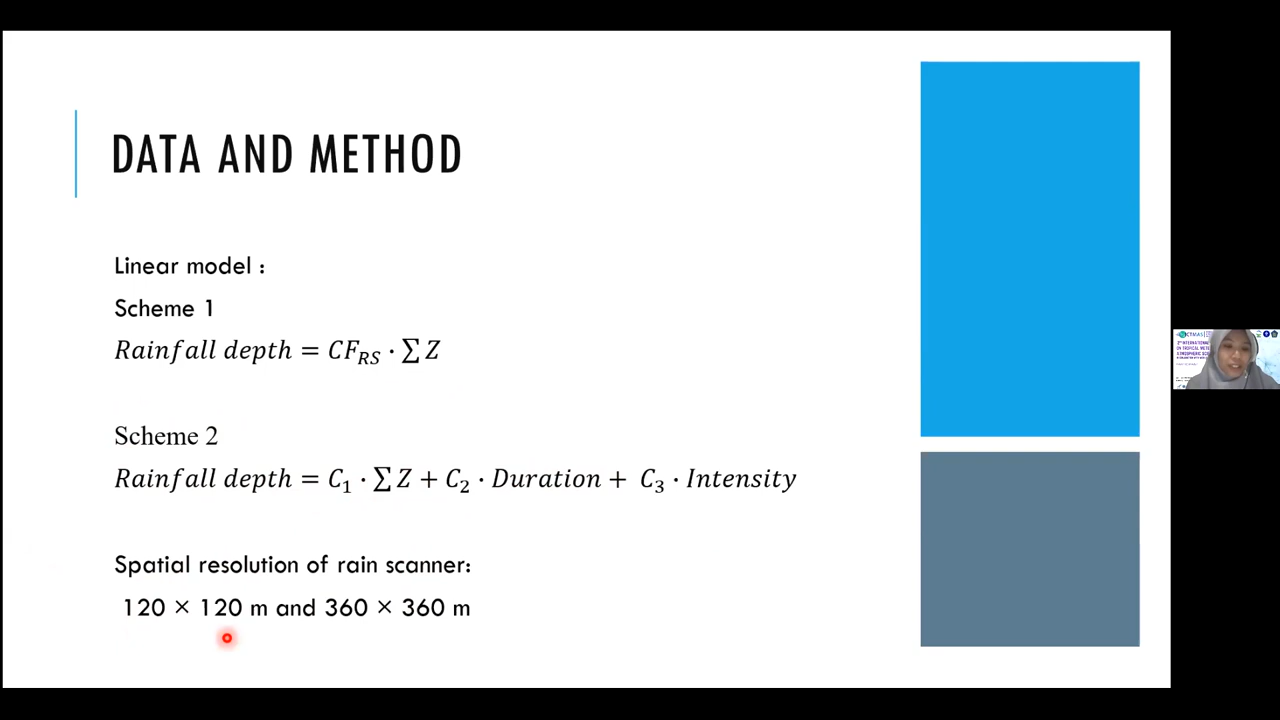 DATA AND METHOD
Linear model :
Scheme 1
Rainfall depth = CF_RS · ∑ Z
Scheme 2
Rainfall depth = C₁ · ∑ Z + C₂ · Duration + C₃ · Intensity
Spatial resolution of rain scanner:
120 × 120 m and 360 × 360 m